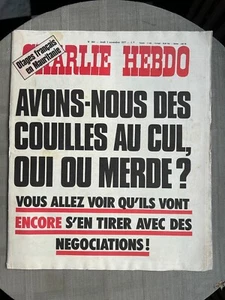 Otages français
en Mauritanie
CHARLIE HEBDO
AVONS-NOUS DES
COUILLES AU CUL,
OUI OU MERDE?
VOUS ALLEZ VOIR QU'ILS VONT
ENCORE S'EN TIRER AVEC DES
NEGOCIATIONS!